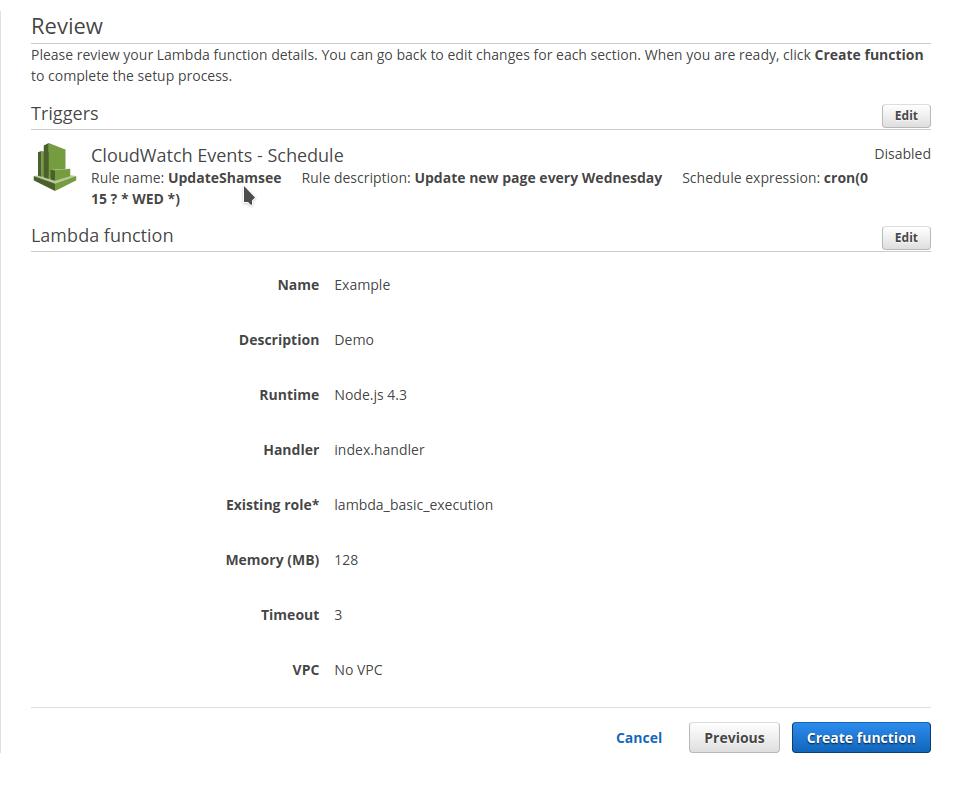 Review
Please review your Lambda function details. You can go back to edit changes for each section. When you are ready, click Create function
to complete the setup process.
Triggers
Edit
CloudWatch Events - Schedule
Disabled
Rule name: UpdateShamsee Rule description: Update new page every Wednesday Schedule expression: cron(0
15 ? * WED *)
Lambda function
Edit
Name Example
Description Demo
Runtime Node.js 4.3
Handler index.handler
Existing role* lambda_basic_execution
Memory (MB) 128
Timeout 3
VPC No VPC
Cancel Previous Create function